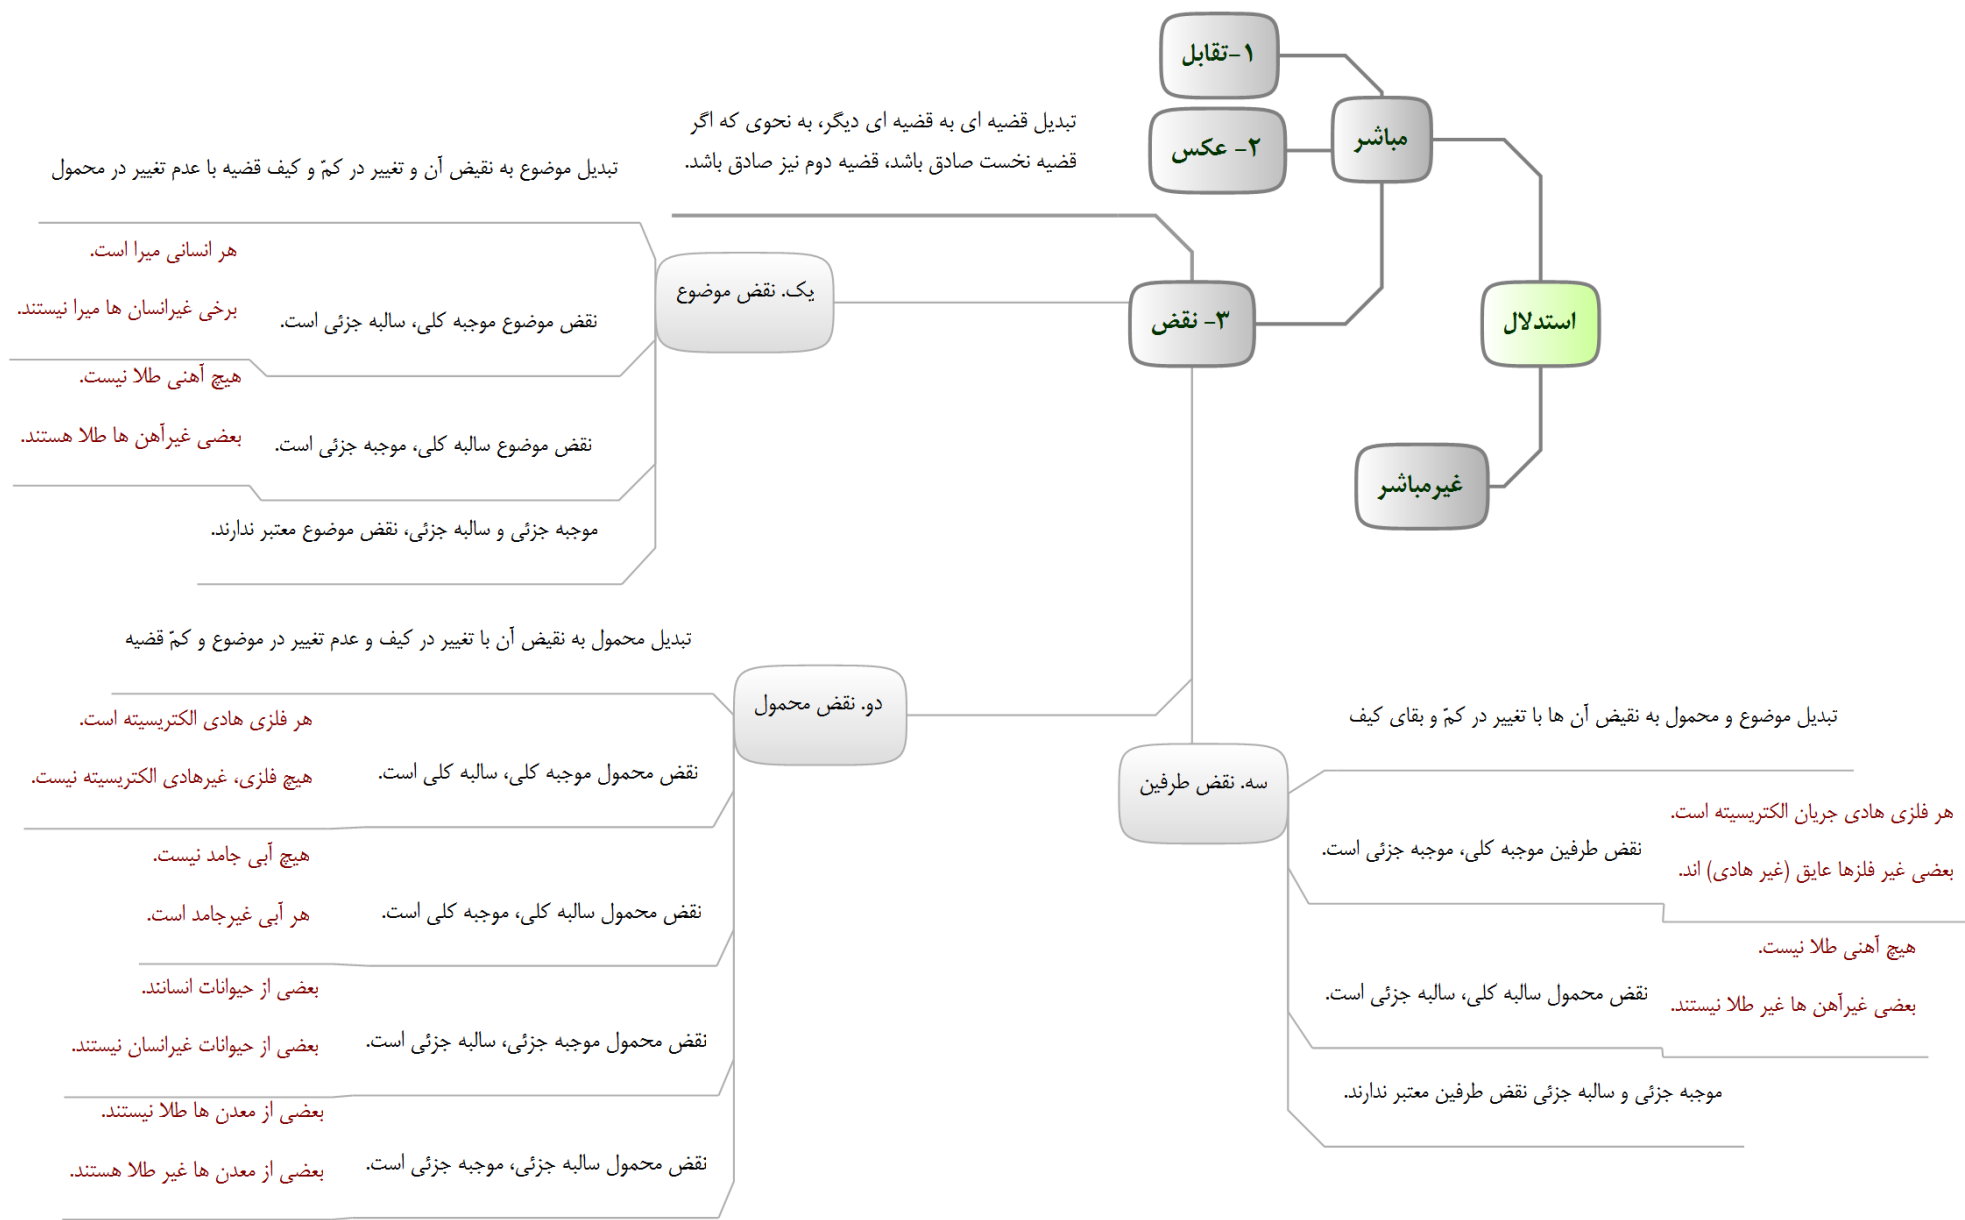 استدلال
مباشر
۱-تقابل
۲- عکس
۳- نقض
تبدیل قضیه ای به قضیه ای دیگر، به نحوی که اگر
قضیه نخست صادق باشد، قضیه دوم نیز صادق باشد.
یک. نقض موضوع
تبدیل موضوع به نقیض آن و تغییر در کمّ و کیف قضیه با عدم تغییر در محمول
نقض موضوع موجبه کلی، سالبه جزئی است.
هر انسانی میرا است.
برخی غیرانسان ها میرا نیستند.
نقض موضوع سالبه کلی، موجبه جزئی است.
هیچ آهنی طلا نیست.
بعضی غیرآهن ها طلا هستند.
موجبه جزئی و سالبه جزئی، نقض موضوع معتبر ندارند.
دو. نقض محمول
تبدیل محمول به نقیض آن با تغییر در کیف و عدم تغییر در موضوع و کمّ قضیه
نقض محمول موجبه کلی، سالبه کلی است.
هر فلزی هادی الکتریسیته است.
هیچ فلزی، غیرهادی الکتریسیته نیست.
نقض محمول سالبه کلی، موجبه کلی است.
هیچ آبی جامد نیست.
هر آبی غیرجامد است.
نقض محمول موجبه جزئی، سالبه جزئی است.
بعضی از حیوانات انسانند.
بعضی از حیوانات غیرانسان نیستند.
نقض محمول سالبه جزئی، موجبه جزئی است.
بعضی از معدن ها طلا نیستند.
بعضی از معدن ها غیر طلا هستند.
سه. نقض طرفین
تبدیل موضوع و محمول به نقیض آن ها با تغییر در کمّ و بقای کیف
نقض طرفین موجبه کلی، موجبه جزئی است.
هر فلزی هادی جریان الکتریسیته است.
بعضی غیر فلزها عایق (غیر هادی) اند.
نقض محمول سالبه کلی، سالبه جزئی است.
هیچ آهنی طلا نیست.
بعضی غیرآهن ها غیر طلا نیستند.
موجبه جزئی و سالبه جزئی نقض طرفین معتبر ندارند.
غیرمباشر